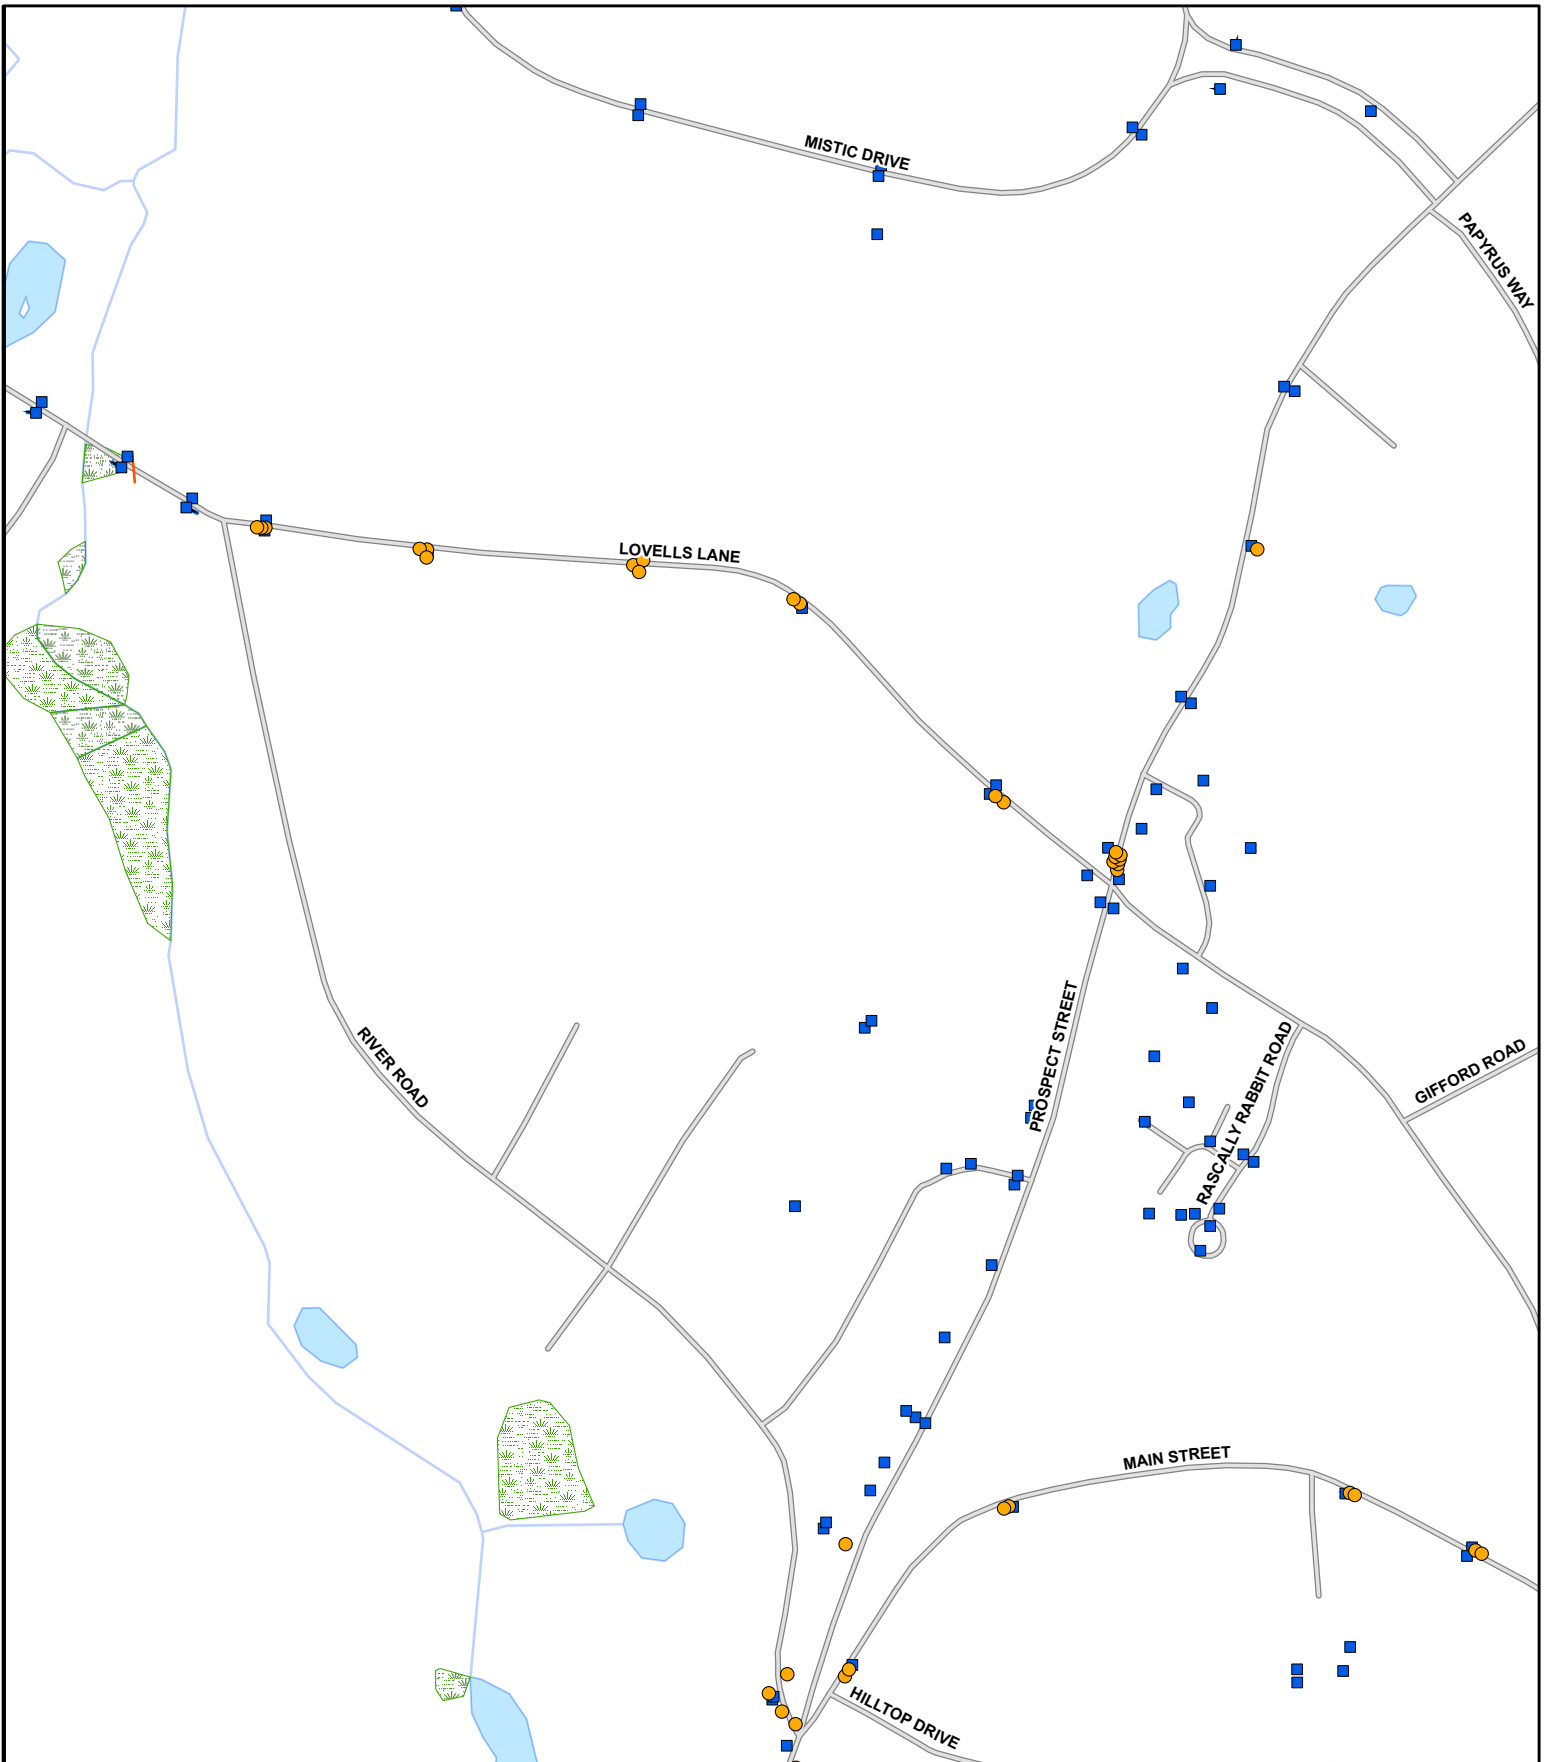 MISTIC DRIVE
PAPYRUS WAY
LOVELLS LANE
RIVER ROAD
PROSPECT STREET
RASCALLY RABBIT ROAD
GIFFORD ROAD
MAIN STREET
HILLTOP DRIVE